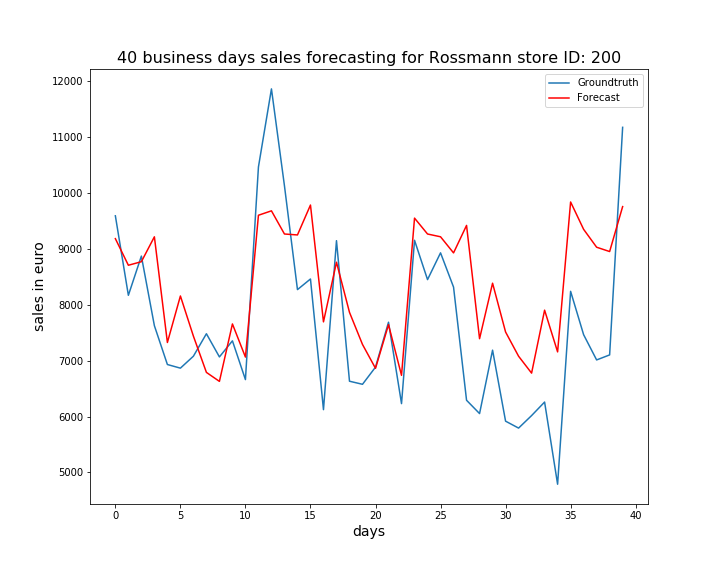 40 business days sales forecasting for Rossmann store ID: 200
Groundtruth
Forecast
sales in euro
12000
11000
10000
9000
8000
7000
6000
5000
0 5 10 15 20 25 30 35 40
days